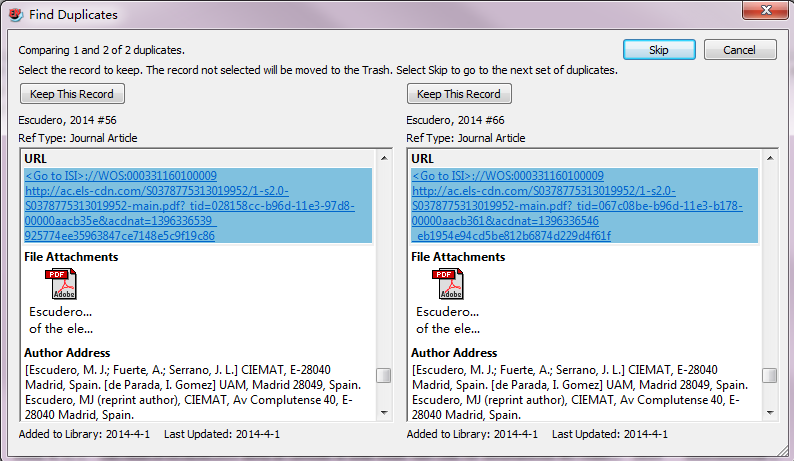 Find Duplicates
Comparing 1 and 2 of 2 duplicates.
Skip
Cancel
Select the record to keep. The record not selected will be moved to the Trash. Select Skip to go to the next set of duplicates.
Keep This Record
Escudero, 2014 #56
Ref Type: Journal Article
URL
<Go to ISI>://WOS:000331160100009
http://ac.els-cdn.com/S0378775313019952/1-s2.0-
S0378775313019952-main.pdf?_tid=028158cc-b96d-11e3-97d8-
00000aacb35e&acdnat=1396336539_
925774ee35963847ce7148e5c9f19c86
File Attachments
PDF
Adobe
Escudero...
of the ele...
Author Address
[Escudero, M. J.; Fuerte, A.; Serrano, J. L.] CIEMAT, E-28040
Madrid, Spain. [de Parada, I. Gomez] UAM, Madrid 28049, Spain.
Escudero, MJ (reprint author), CIEMAT, Av Complutense 40, E-
28040 Madrid, Spain.
Added to Library: 2014-4-1 Last Updated: 2014-4-1
Keep This Record
Escudero, 2014 #66
Ref Type: Journal Article
URL
<Go to ISI>://WOS:000331160100009
http://ac.els-cdn.com/S0378775313019952/1-s2.0-
S0378775313019952-main.pdf?_tid=067c08be-b96d-11e3-b178-
00000aacb361&acdnat=1396336546
_eb1954e94cd5be812b6874d229d4f61f
File Attachments
PDF
Adobe
Escudero...
of the ele...
Author Address
[Escudero, M. J.; Fuerte, A.; Serrano, J. L.] CIEMAT, E-28040
Madrid, Spain. [de Parada, I. Gomez] UAM, Madrid 28049, Spain.
Escudero, MJ (reprint author), CIEMAT, Av Complutense 40, E-
28040 Madrid, Spain.
Added to Library: 2014-4-1 Last Updated: 2014-4-1